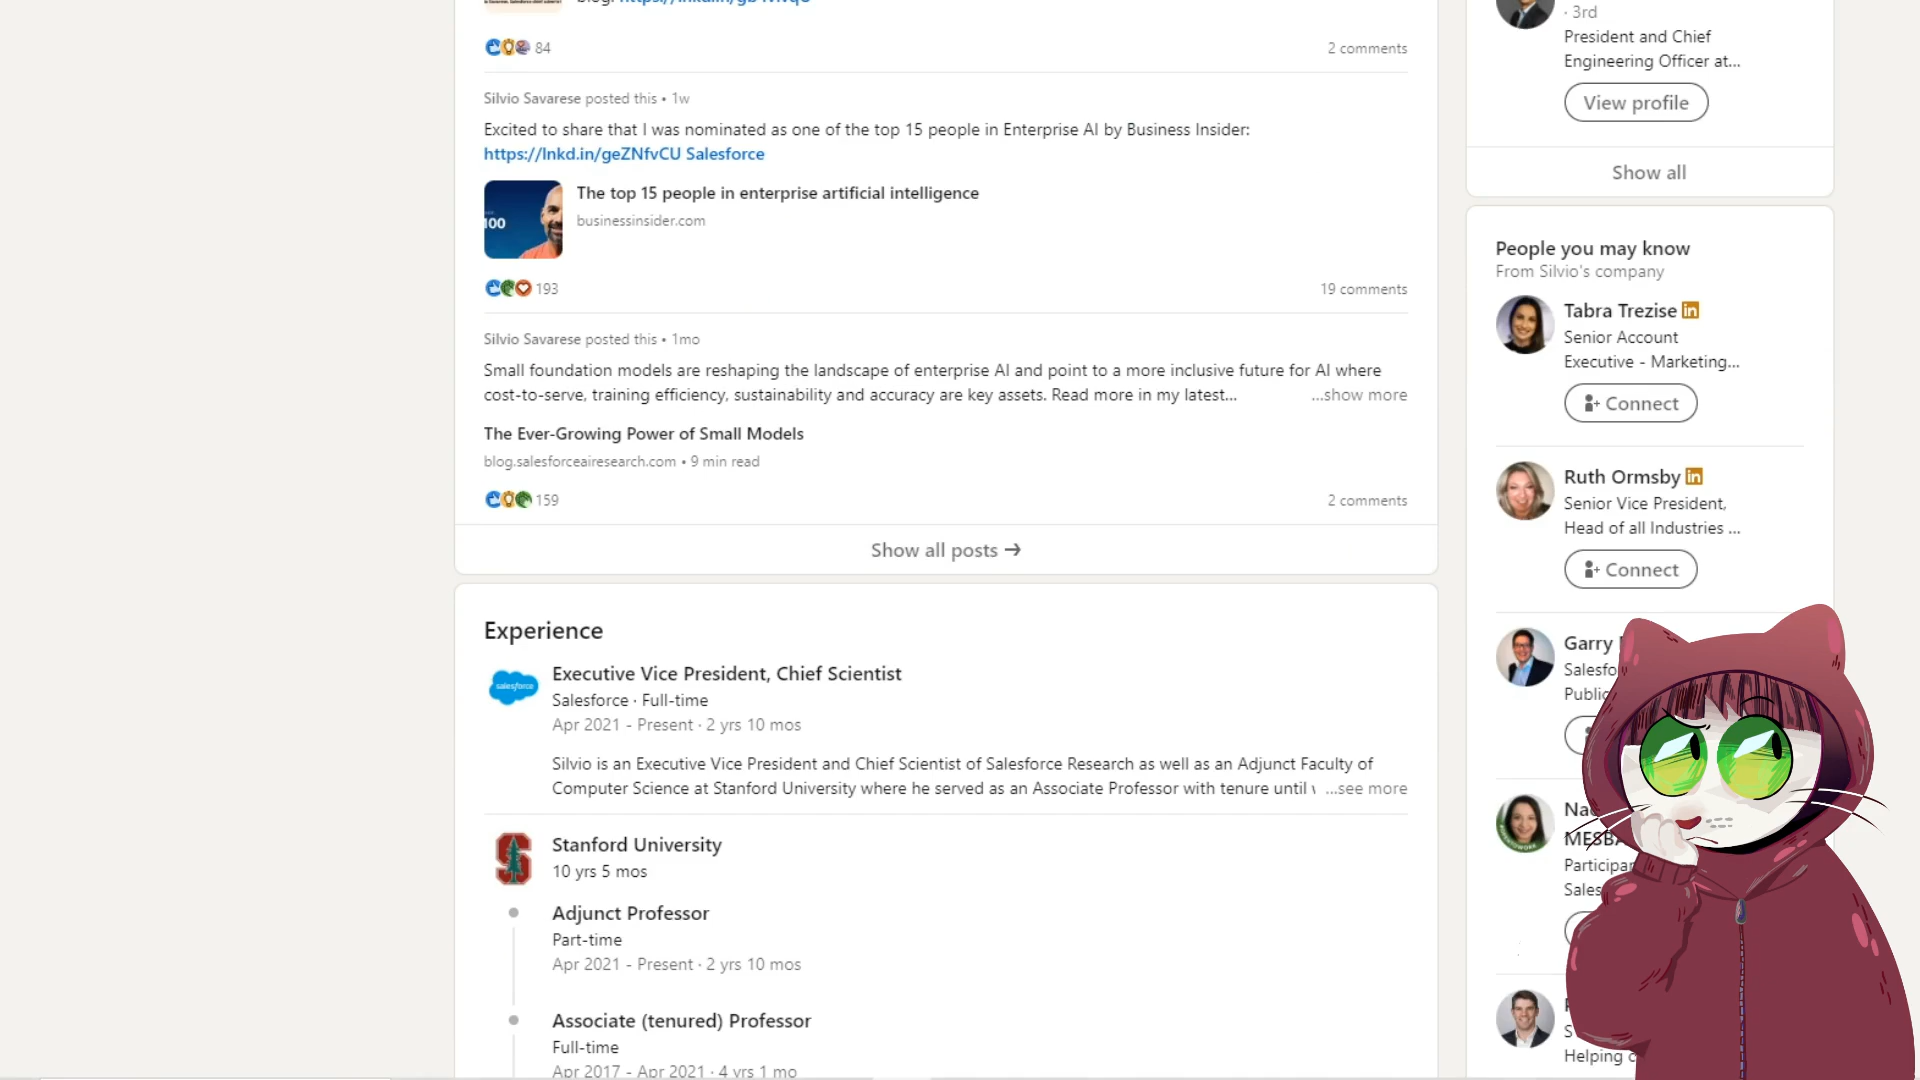 84
2 comments
Silvio Savarese posted this • 1w
Excited to share that I was nominated as one of the top 15 people in Enterprise AI by Business Insider:
https://lnkd.in/geZNfvCU Salesforce
100
The top 15 people in enterprise artificial intelligence
businessinsider.com
193
19 comments
Silvio Savarese posted this • 1mo
Small foundation models are reshaping the landscape of enterprise AI and point to a more inclusive future for AI where
cost-to-serve, training efficiency, sustainability and accuracy are key assets. Read more in my latest... ...show more
The Ever-Growing Power of Small Models
blog.salesforceairesearch.com • 9 min read
159
2 comments
Show all posts →
Experience
salesforce
Executive Vice President, Chief Scientist
Salesforce · Full-time
Apr 2021 - Present · 2 yrs 10 mos
Silvio is an Executive Vice President and Chief Scientist of Salesforce Research as well as an Adjunct Faculty of
Computer Science at Stanford University where he served as an Associate Professor with tenure until ...see more
Stanford University
10 yrs 5 mos
Adjunct Professor
Part-time
Apr 2021 - Present · 2 yrs 10 mos
Associate (tenured) Professor
Full-time
Apr 2017 - Apr 2021 · 4 yrs 1 mo
· 3rd
President and Chief
Engineering Officer at...
View profile
Show all
People you may know
From Silvio's company
Tabra Trezise in
Senior Account
Executive - Marketing...
Connect
Ruth Ormsby in
Senior Vice President,
Head of all Industries ...
Connect
Garry
Salesfo
Public
Na
MESBA
Participa
Sales
Helping